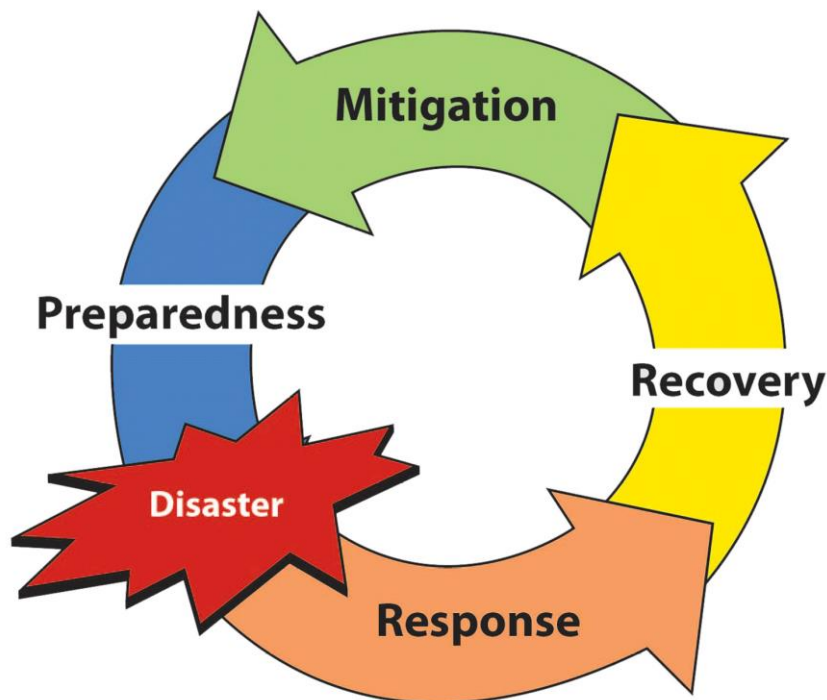 Mitigation
Preparedness
Recovery
Disaster
Response